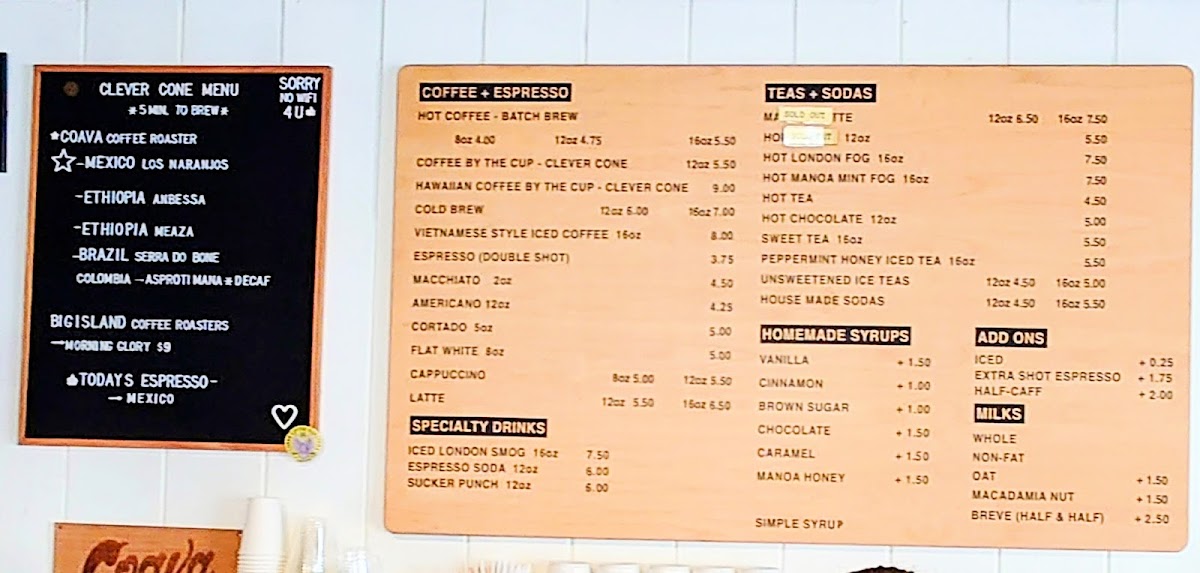 CLEVER CONE MENU
*5 MIN. TO BREW*
SORRY
NO WIFI
4 U
*COAVA COFFEE ROASTER
-MEXICO LOS NARANJOS
-ETHIOPIA ANBESSA
-ETHIOPIA MEAZA
-BRAZIL SERRA DO BONE
COLOMBIA -ASPROTIMANA* DECAF
BIG ISLAND COFFEE ROASTERS
MORNING GLORY $9
TODAYS ESPRESSO-
MEXICO
Coava
COFFEE + ESPRESSO
HOT COFFEE - BATCH BREW
8oz 4.00 12oz 4.75 16oz 5.50
COFFEE BY THE CUP - CLEVER CONE 12oz 5.50
HAWAIIAN COFFEE BY THE CUP - CLEVER CONE 9.00
COLD BREW 12oz 6.00 16oz 7.00
VIETNAMESE STYLE ICED COFFEE 16oz 8.00
ESPRESSO (DOUBLE SHOT) 3.75
MACCHIATO 2oz 4.50
AMERICANO 12oz 4.25
CORTADO 5oz 5.00
FLAT WHITE 8oz 5.00
CAPPUCCINO 8oz 5.00 12oz 5.50
LATTE 12oz 5.50 16oz 6.50
SPECIALTY DRINKS
ICED LONDON SMOG 16oz 7.50
ESPRESSO SODA 12oz 6.00
SUCKER PUNCH 12oz 6.00
TEAS + SODAS
MA SOLD OUT TTE 12oz 6.50 16oz 7.50
HO SOLD OUT 12oz 5.50
HOT LONDON FOG 16oz 7.50
HOT MANOA MINT FOG 16oz 7.50
HOT TEA 4.50
HOT CHOCOLATE 12oz 5.00
SWEET TEA 16oz 5.50
PEPPERMINT HONEY ICED TEA 16oz 5.50
UNSWEETENED ICE TEAS 12oz 4.50 16oz 5.00
HOUSE MADE SODAS 12oz 4.50 16oz 5.50
HOMEMADE SYRUPS
VANILLA + 1.50
CINNAMON + 1.00
BROWN SUGAR + 1.00
CHOCOLATE + 1.50
CARAMEL + 1.50
MANOA HONEY + 1.50
SIMPLE SYRUP
ADD ONS
ICED + 0.25
EXTRA SHOT ESPRESSO + 1.75
HALF-CAFF + 2.00
MILKS
WHOLE
NON-FAT
OAT + 1.50
MACADAMIA NUT + 1.50
BREVE (HALF & HALF) + 2.50